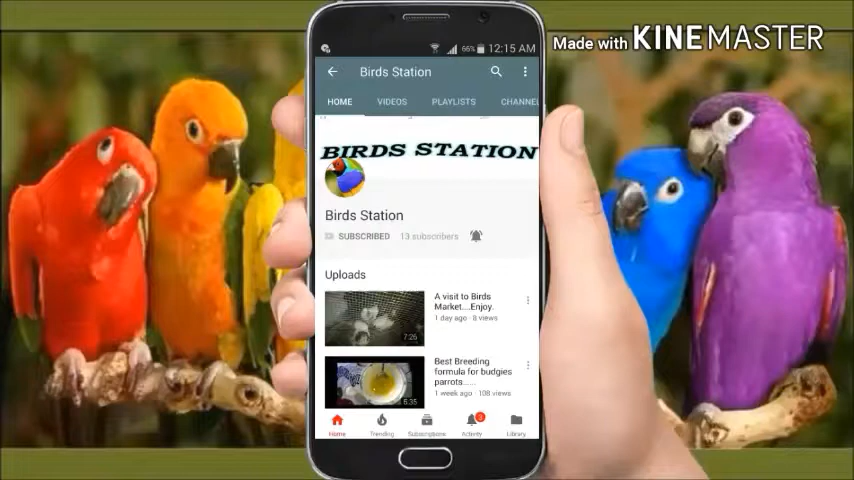 Made with KINEMASTER
66% 12:15 AM
Birds Station
HOME VIDEOS PLAYLISTS CHANNEL
BIRDS STATION
Birds Station
SUBSCRIBED 13 subscribers
Uploads
A visit to Birds
Market....Enjoy.
1 day ago · 8 views
7:26
Best Breeding
formula for budgies
parrots......
1 week ago · 108 views
6:35
3
Home Trending Subscriptions Activity Library